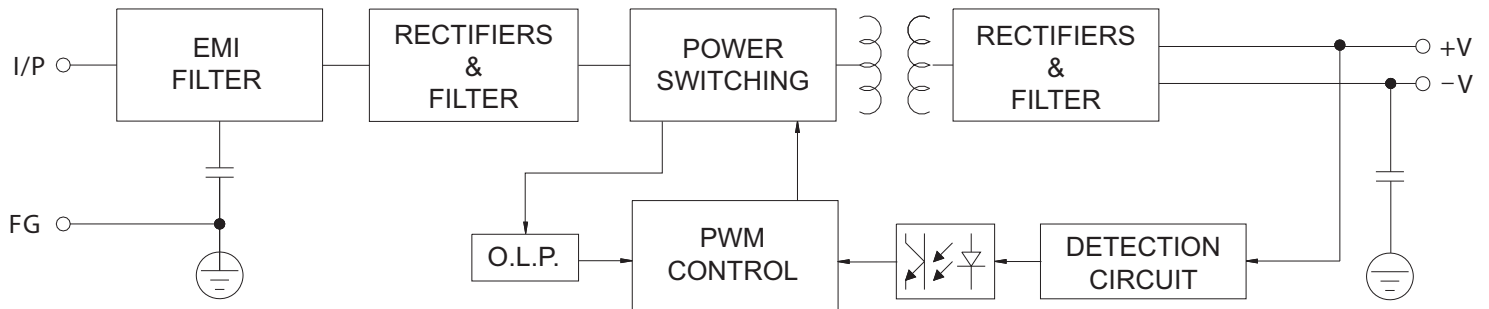 I/P
EMI
FILTER
RECTIFIERS
&
FILTER
POWER
SWITCHING
RECTIFIERS
&
FILTER
+V
−V
FG
O.L.P.
PWM
CONTROL
DETECTION
CIRCUIT